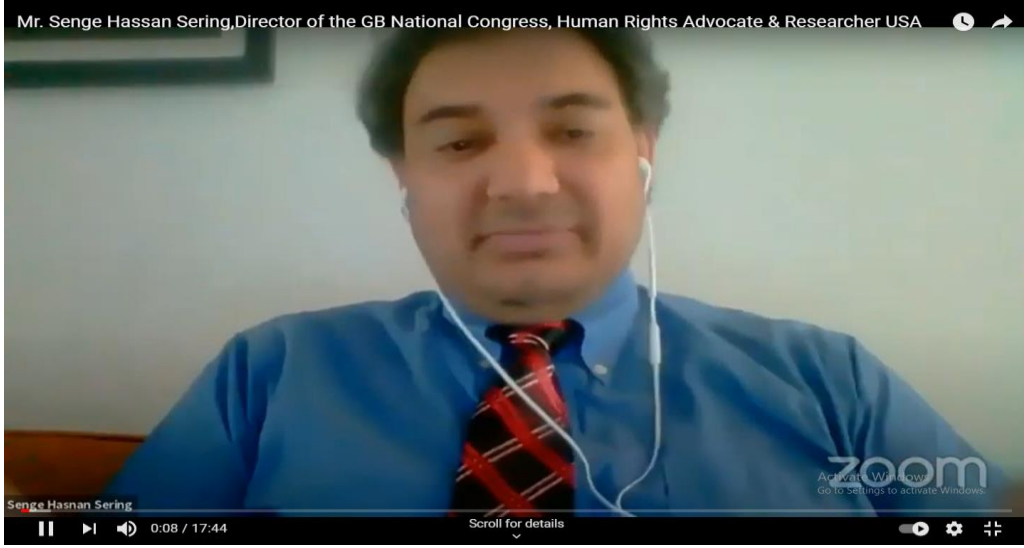 Mr. Senge Hassan Sering,Director of the GB National Congress, Human Rights Advocate & Researcher USA
zoom
Activate Windows
Go to Settings to activate Windows.
Senge Hasnan Sering
0:08 / 17:44
Scroll for details